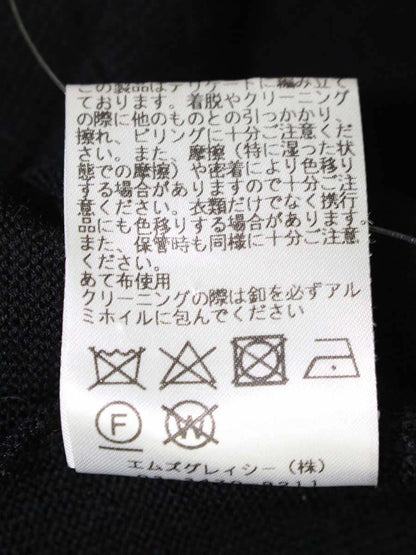 この製品はデリケートに編み立て
ております。着脱やクリーニング
の際に他のものとの引っかかり、
擦れ、ピリングに十分ご注意くだ
さい。また、摩擦（特に湿った状
態での摩擦）や密着により色移り
する場合がありますので十分ご注
意ください。衣類だけでなく携行
品にも色移りする場合があります。
また、保管時も同様に十分ご注意
ください。
あて布使用
クリーニングの際は釦を必ずアル
ミホイルに包んでください
F
W
エムズグレイシー（株）